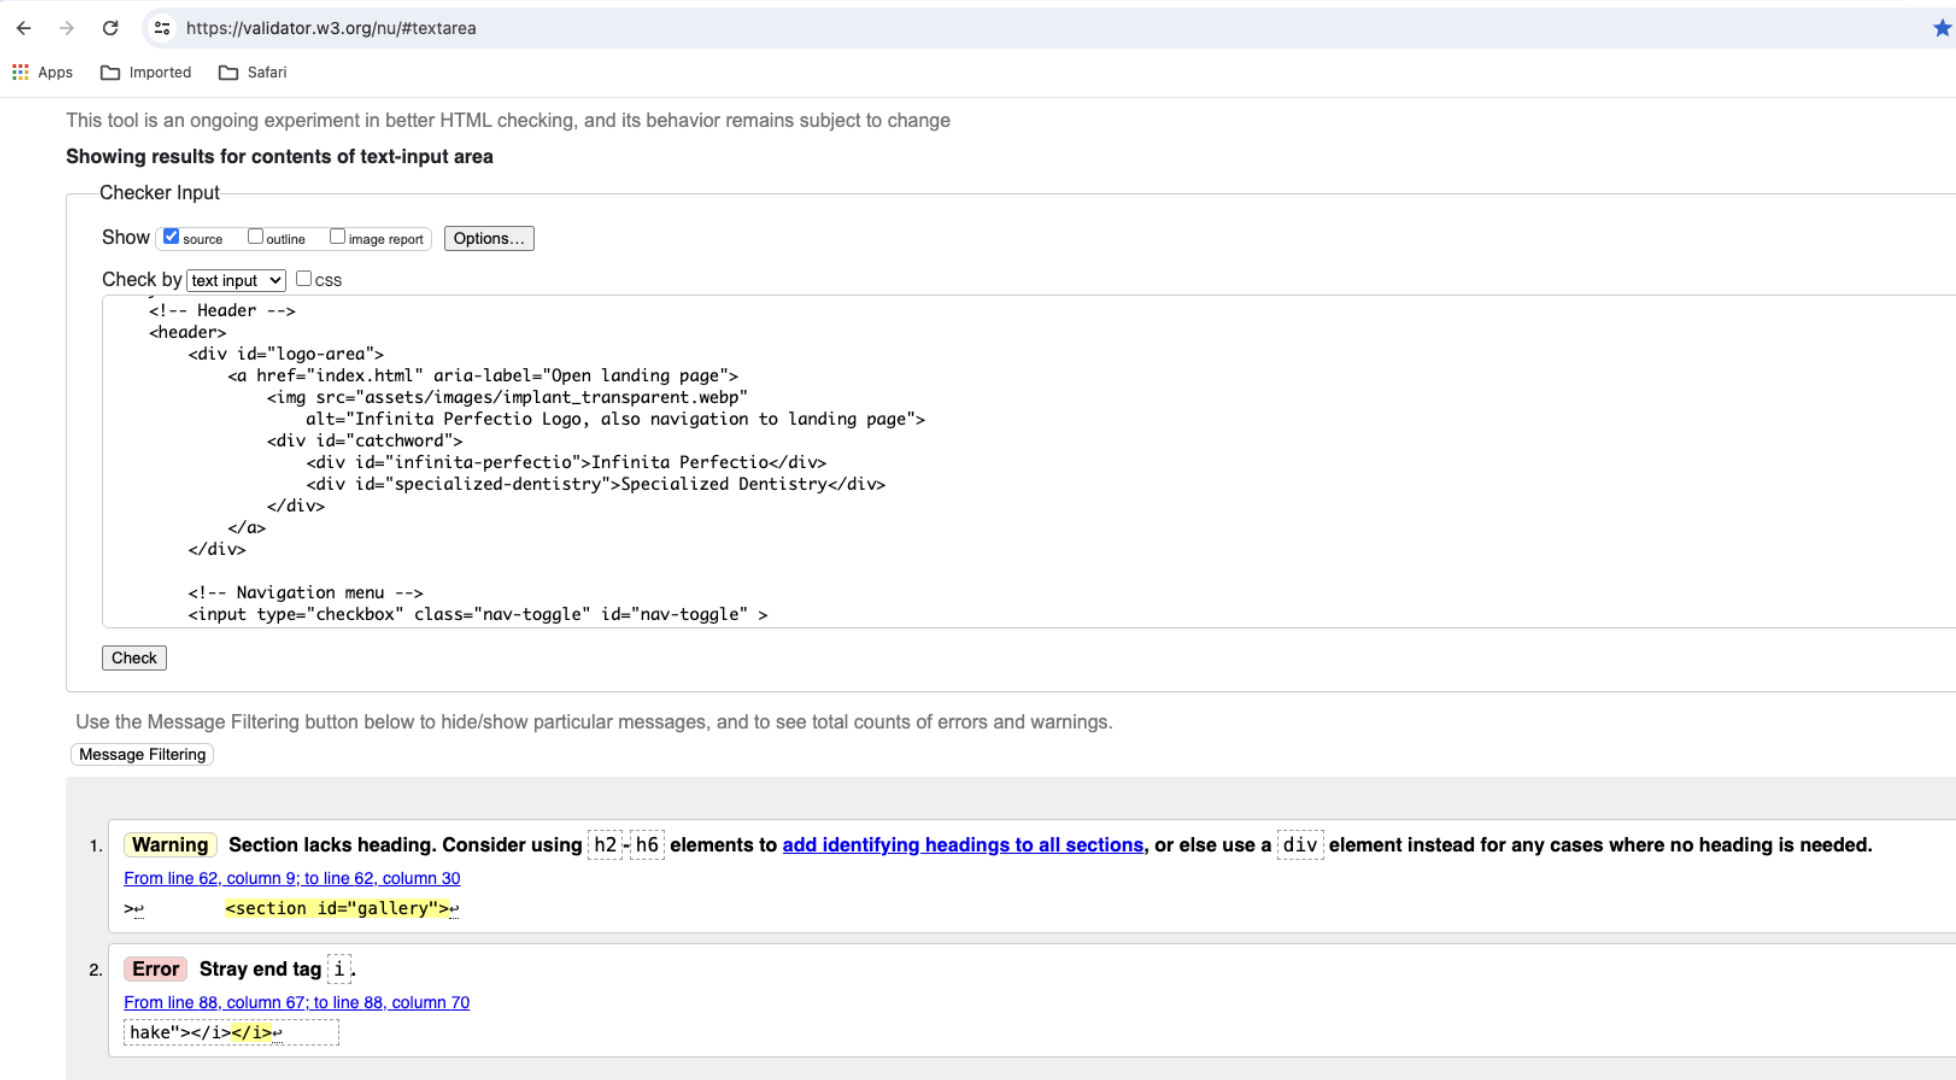 https://validator.w3.org/nu/#textarea
Apps Imported Safari
This tool is an ongoing experiment in better HTML checking, and its behavior remains subject to change
Showing results for contents of text-input area
Checker Input
Show source outline image report Options...
Check by text input css
<!-- Header -->
<header>
<div id="logo-area">
<a href="index.html" aria-label="Open landing page">
<img src="assets/images/implant_transparent.webp"
alt="Infinita Perfectio Logo, also navigation to landing page">
<div id="catchword">
<div id="infinita-perfectio">Infinita Perfectio</div>
<div id="specialized-dentistry">Specialized Dentistry</div>
</div>
</a>
</div>
<!-- Navigation menu -->
<input type="checkbox" class="nav-toggle" id="nav-toggle" >
Check
Use the Message Filtering button below to hide/show particular messages, and to see total counts of errors and warnings.
Message Filtering
1. Warning Section lacks heading. Consider using h2-h6 elements to add identifying headings to all sections, or else use a div element instead for any cases where no heading is needed.
From line 62, column 9; to line 62, column 30
>↩ <section id="gallery">↩
2. Error Stray end tag i.
From line 88, column 67; to line 88, column 70
hake"></i></i>↩